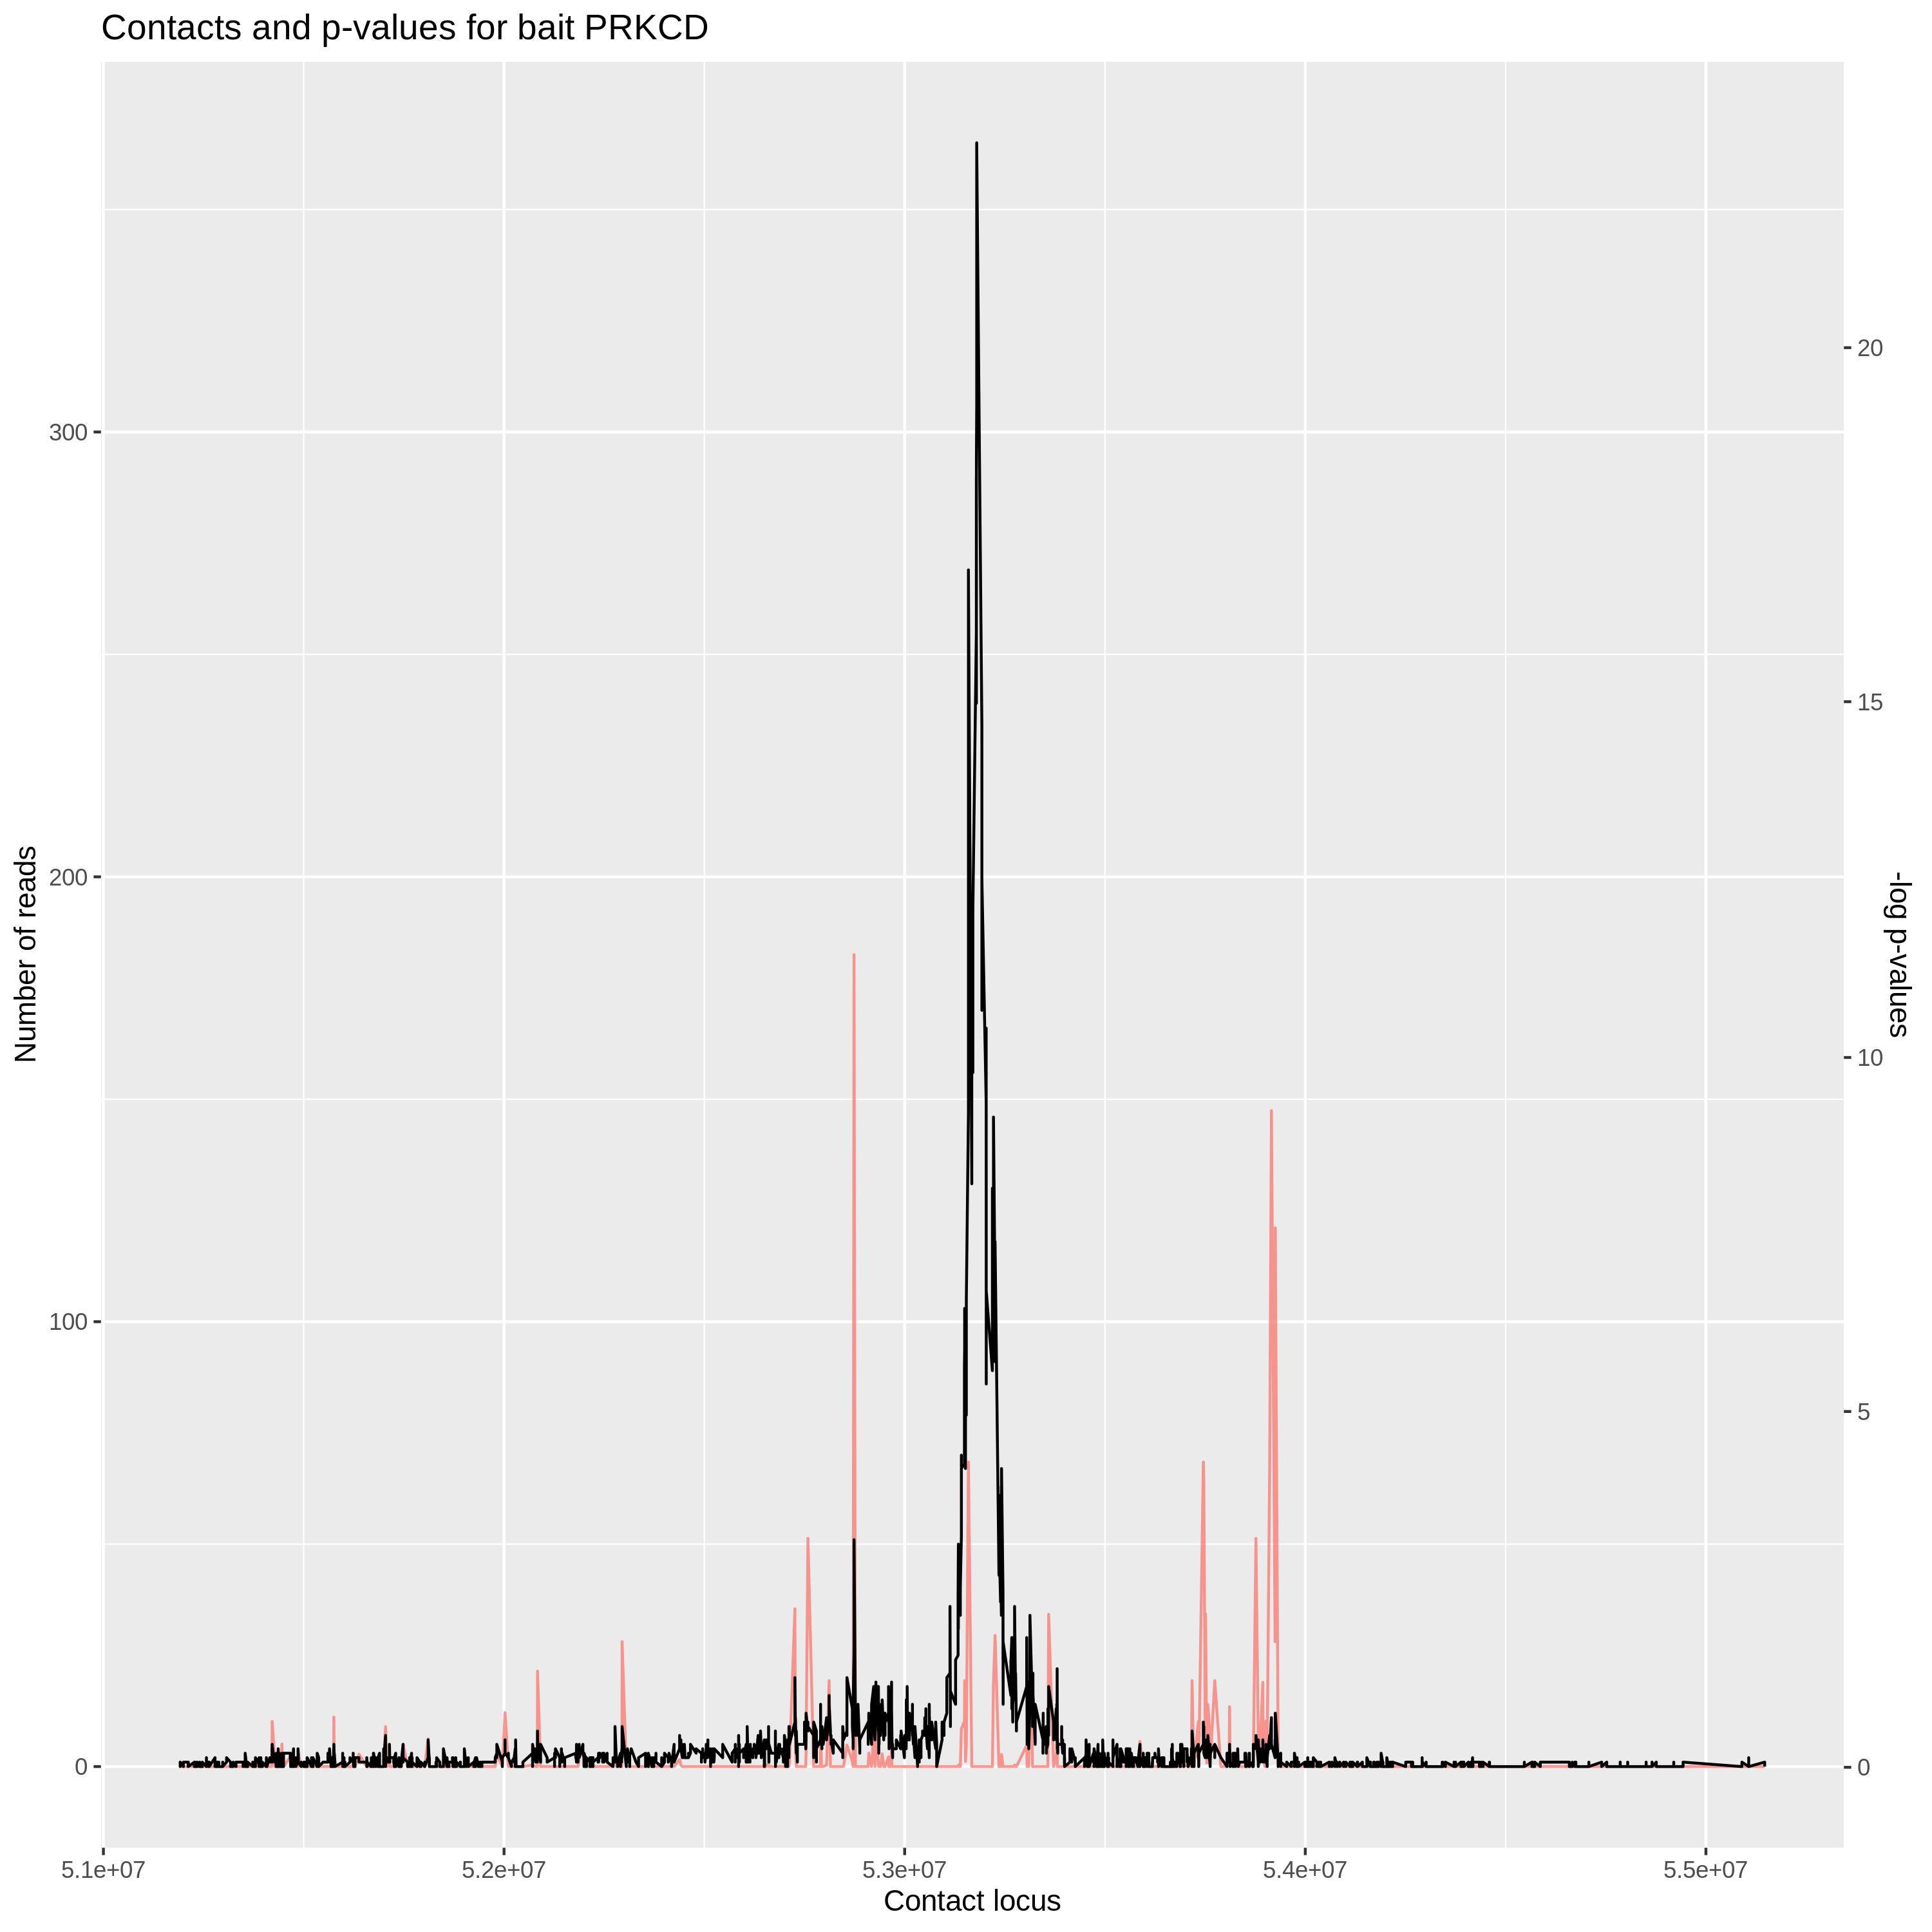 Contacts and p-values for bait PRKCD
Number of reads
300
200
100
0
20
15
10
5
0
-log p-values
5.1e+07
5.2e+07
5.3e+07
5.4e+07
5.5e+07
Contact locus